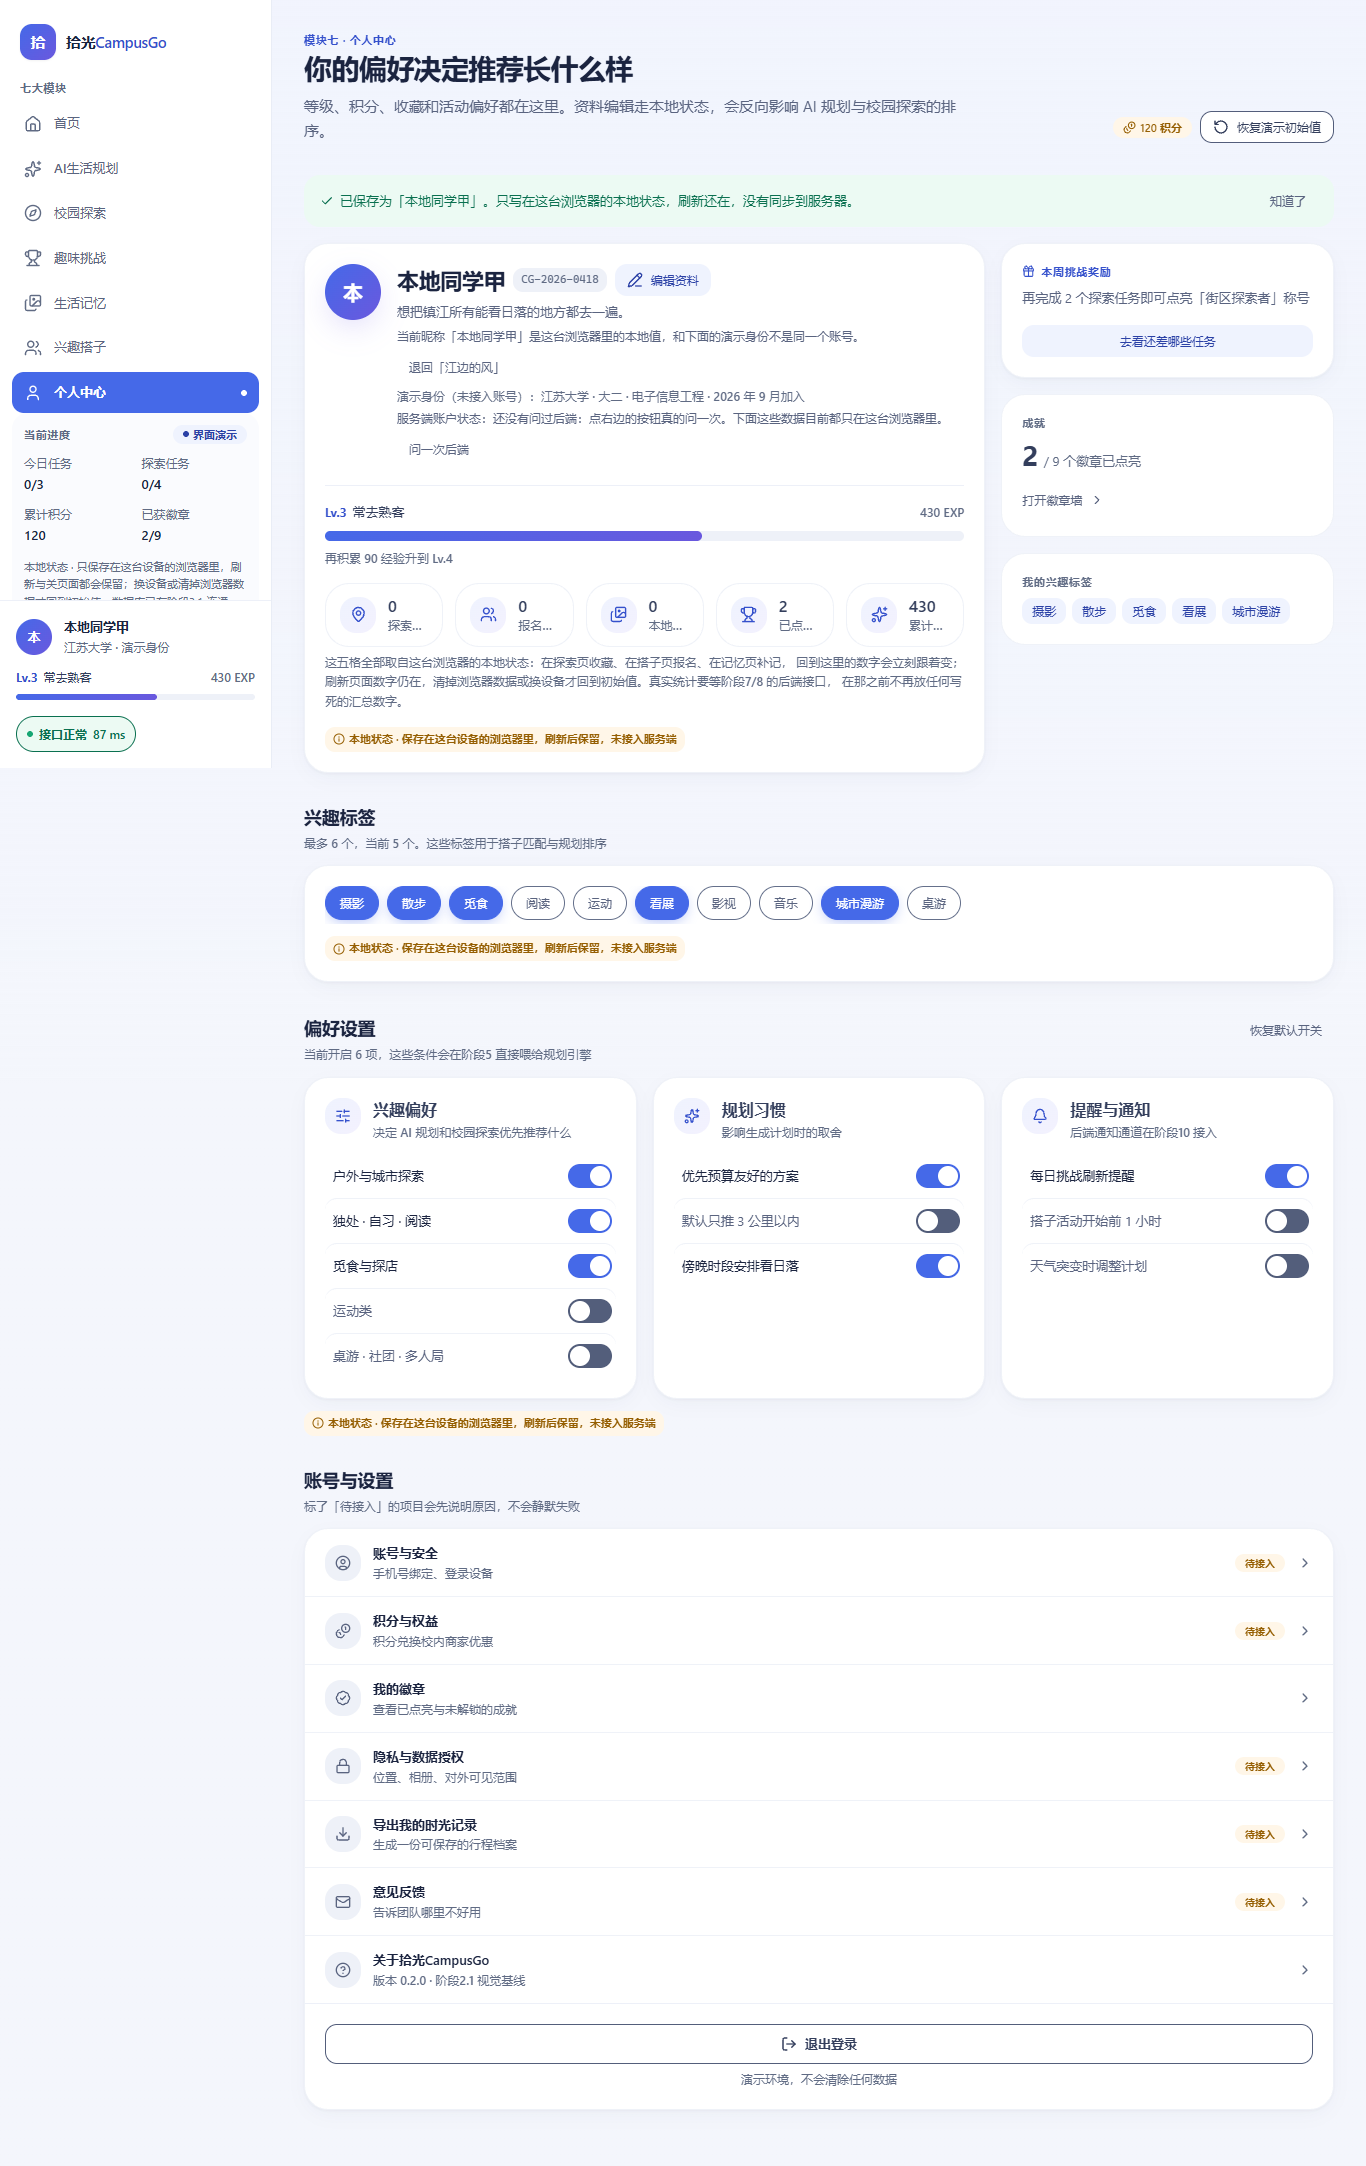 拾 拾光CampusGo
七大模块
首页
AI生活规划
校园探索
趣味挑战
生活记忆
兴趣搭子
个人中心
当前进度 界面演示
今日任务 探索任务
0/3 0/4
累计积分 已获徽章
120 2/9
本地状态 · 只保存在这台设备的浏览器里，刷
新与关页面都会保留；换设备或清掉浏览器数
本 本地同学甲
江苏大学 · 演示身份
Lv.3 常去熟客 430 EXP
接口正常 87 ms
模块七 · 个人中心
你的偏好决定推荐长什么样
等级、积分、收藏和活动偏好都在这里。资料编辑走本地状态，会反向影响 AI 规划与校园探索的排
序。
120 积分 恢复演示初始值
已保存为「本地同学甲」。只写在这台浏览器的本地状态，刷新还在，没有同步到服务器。 知道了
本 本地同学甲 CG-2026-0418 编辑资料
想把镇江所有能看日落的地方都去一遍。
当前昵称「本地同学甲」是这台浏览器里的本地值，和下面的演示身份不是同一个账号。
退回「江边的风」
演示身份（未接入账号）：江苏大学 · 大二 · 电子信息工程 · 2026 年 9 月加入
服务端账户状态：还没有问过后端：点右边的按钮真的问一次。下面这些数据目前都只在这台浏览器里。
问一次后端
Lv.3 常去熟客 430 EXP
再积累 90 经验升到 Lv.4
0 探索...
0 报名...
0 本地...
2 已点...
430 累计...
这五格全部取自这台浏览器的本地状态：在探索页收藏、在搭子页报名、在记忆页补记， 回到这里的数字会立刻跟着变；
刷新页面数字仍在，清掉浏览器数据或换设备才回到初始值。真实统计要等阶段7/8 的后端接口， 在那之前不再放任何写
死的汇总数字。
本地状态 · 保存在这台设备的浏览器里，刷新后保留，未接入服务端
本周挑战奖励
再完成 2 个探索任务即可点亮「街区探索者」称号
去看还差哪些任务
成就
2 / 9 个徽章已点亮
打开徽章墙
我的兴趣标签
摄影 散步 觅食 看展 城市漫游
兴趣标签
最多 6 个，当前 5 个。这些标签用于搭子匹配与规划排序
摄影 散步 觅食 阅读 运动 看展 影视 音乐 城市漫游 桌游
本地状态 · 保存在这台设备的浏览器里，刷新后保留，未接入服务端
偏好设置 恢复默认开关
当前开启 6 项，这些条件会在阶段5 直接喂给规划引擎
兴趣偏好
决定 AI 规划和校园探索优先推荐什么
户外与城市探索
独处 · 自习 · 阅读
觅食与探店
运动类
桌游 · 社团 · 多人局
规划习惯
影响生成计划时的取舍
优先预算友好的方案
默认只推 3 公里以内
傍晚时段安排看日落
提醒与通知
后端通知通道在阶段10 接入
每日挑战刷新提醒
搭子活动开始前 1 小时
天气突变时调整计划
本地状态 · 保存在这台设备的浏览器里，刷新后保留，未接入服务端
账号与设置
标了「待接入」的项目会先说明原因，不会静默失败
账号与安全 待接入
手机号绑定、登录设备
积分与权益 待接入
积分兑换校内商家优惠
我的徽章
查看已点亮与未解锁的成就
隐私与数据授权 待接入
位置、相册、对外可见范围
导出我的时光记录 待接入
生成一份可保存的行程档案
意见反馈 待接入
告诉团队哪里不好用
关于拾光CampusGo
版本 0.2.0 · 阶段2.1 视觉基线
退出登录
演示环境，不会清除任何数据